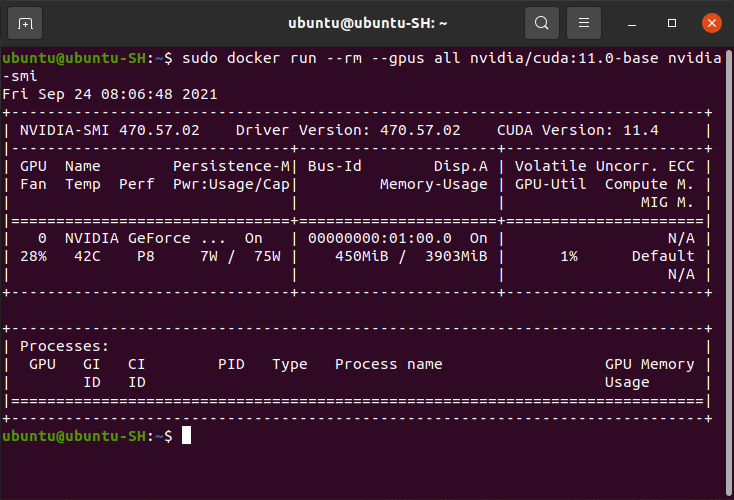 ubuntu@ubuntu-SH: ~
ubuntu@ubuntu-SH:~$ sudo docker run --rm --gpus all nvidia/cuda:11.0-base nvidia
-smi
Fri Sep 24 08:06:48 2021
+-----------------------------------------------------------------------------+
| NVIDIA-SMI 470.57.02    Driver Version: 470.57.02    CUDA Version: 11.4     |
|-------------------------------+----------------------+----------------------+
| GPU  Name        Persistence-M| Bus-Id        Disp.A | Volatile Uncorr. ECC |
| Fan  Temp  Perf  Pwr:Usage/Cap|         Memory-Usage | GPU-Util  Compute M. |
|                               |                      |               MIG M. |
|===============================+======================+======================|
|   0  NVIDIA GeForce ...  On   | 00000000:01:00.0  On |                  N/A |
| 28%   42C    P8     7W /  75W |    450MiB /  3903MiB |      1%      Default |
|                               |                      |                  N/A |
+-------------------------------+----------------------+----------------------+
+-----------------------------------------------------------------------------+
| Processes:                                                                  |
|  GPU   GI   CI        PID   Type   Process name                  GPU Memory |
|        ID   ID                                                   Usage      |
|=============================================================================|
+-----------------------------------------------------------------------------+
ubuntu@ubuntu-SH:~$